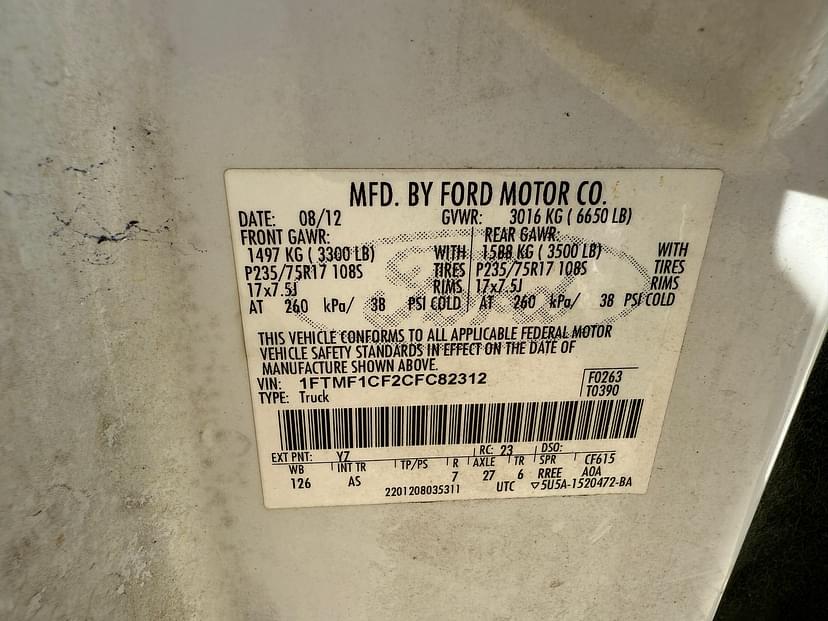 MFD. BY FORD MOTOR CO.
DATE: 08/12 GVWR: 3016 KG ( 6650 LB)
FRONT GAWR: REAR GAWR:
1497 KG ( 3300 LB) WITH 1588 KG ( 3500 LB) WITH
P235/75R17 108S TIRES P235/75R17 108S TIRES
17x7.5J RIMS 17x7.5J RIMS
AT 260 kPa/ 38 PSI COLD AT 260 kPa/ 38 PSI COLD
THIS VEHICLE CONFORMS TO ALL APPLICABLE FEDERAL MOTOR
VEHICLE SAFETY STANDARDS IN EFFECT ON THE DATE OF
MANUFACTURE SHOWN ABOVE.
VIN: 1FTMF1CF2CFC82312 F0263
TYPE: Truck T0390
EXT PNT: Y7 RC: 23 DSO:
WB INT TR TP/PS R AXLE TR SPR CF615
126 AS 7 27 6 RREE AOA
2201208035311 UTC ▽5U5A-1520472-BA